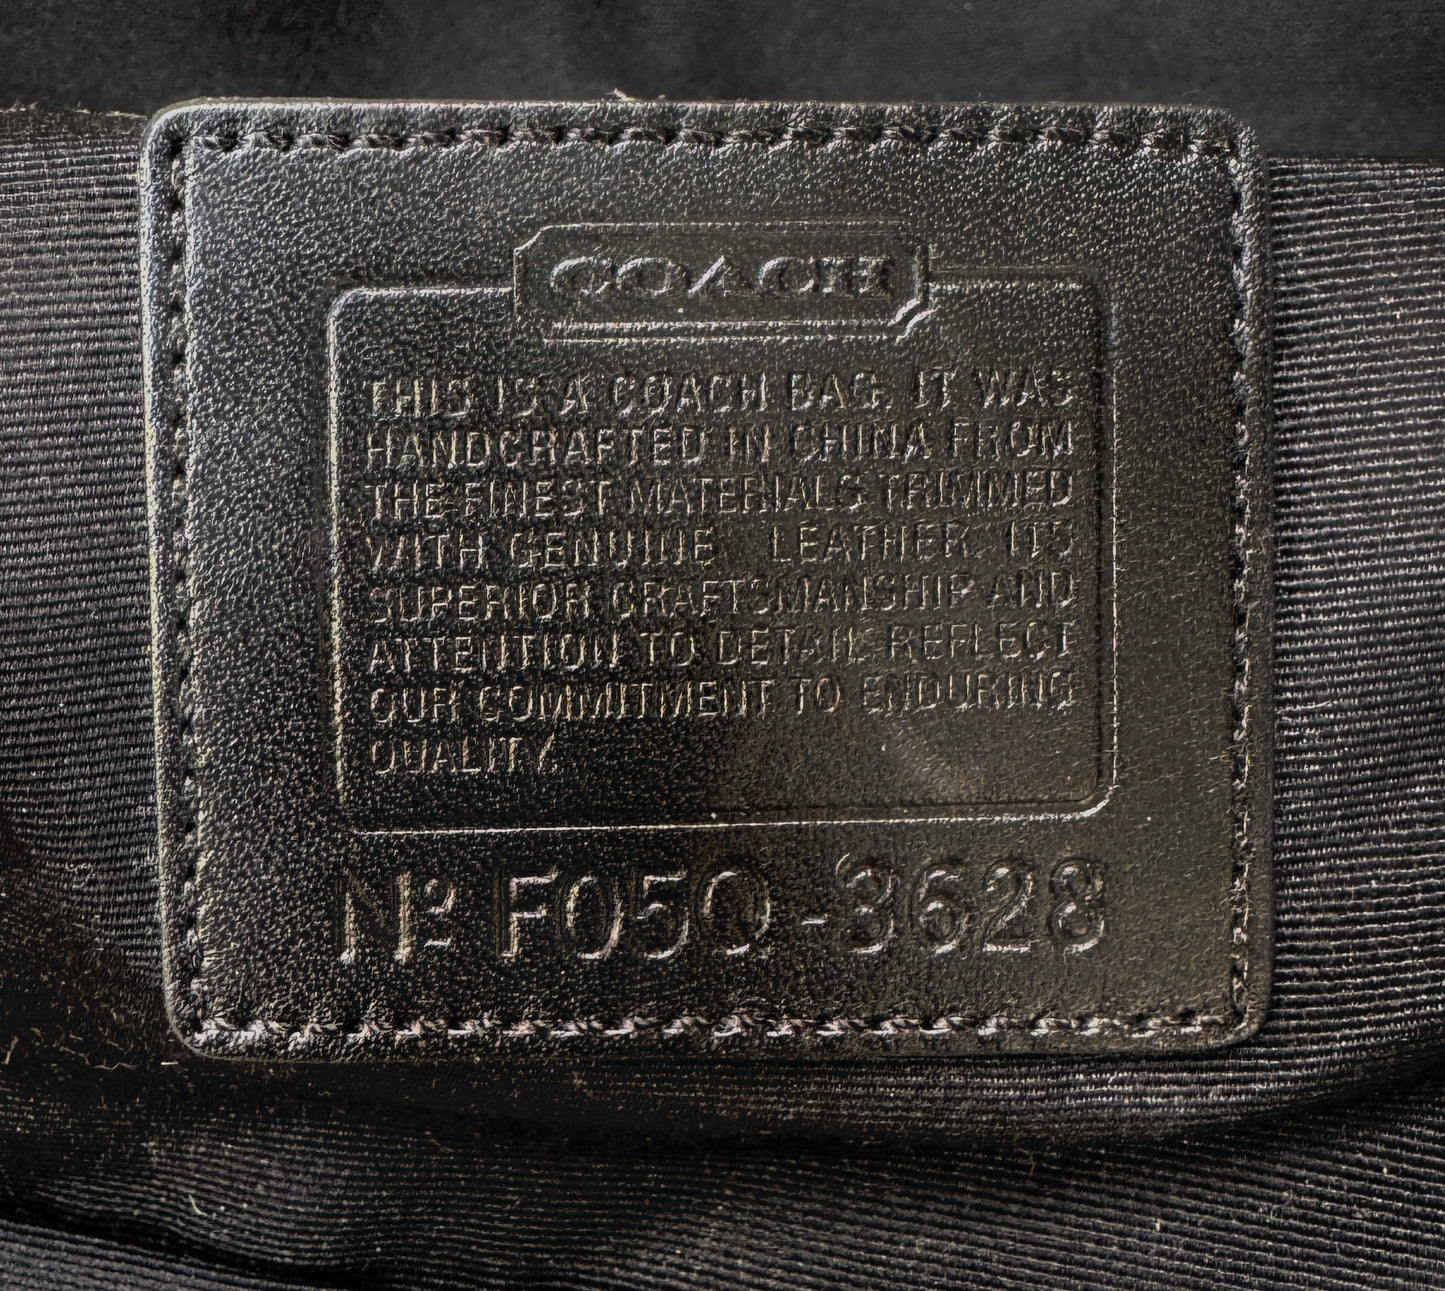 COACH
THIS IS A COACH BAG. IT WAS
HANDCRAFTED IN CHINA FROM
THE FINEST MATERIALS TRIMMED
WITH GENUINE LEATHER. ITS
SUPERIOR CRAFTSMANSHIP AND
ATTENTION TO DETAIL REFLECT
OUR COMMITMENT TO ENDURING
QUALITY.
Nº F05Q-3628